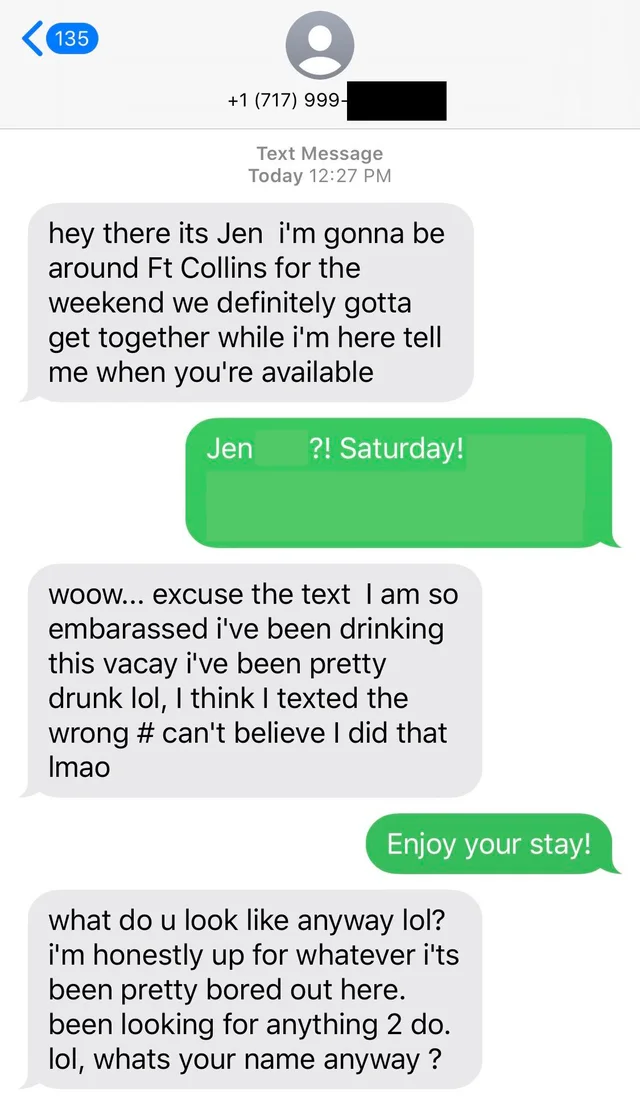 135
+1 (717) 999-
Text Message
Today 12:27 PM
hey there its Jen  i'm gonna be
around Ft Collins for the
weekend we definitely gotta
get together while i'm here tell
me when you're available
Jen ?! Saturday!
woow... excuse the text  I am so
embarassed i've been drinking
this vacay i've been pretty
drunk lol, I think I texted the
wrong # can't believe I did that
lmao
Enjoy your stay!
what do u look like anyway lol?
i'm honestly up for whatever i'ts
been pretty bored out here.
been looking for anything 2 do.
lol, whats your name anyway ?